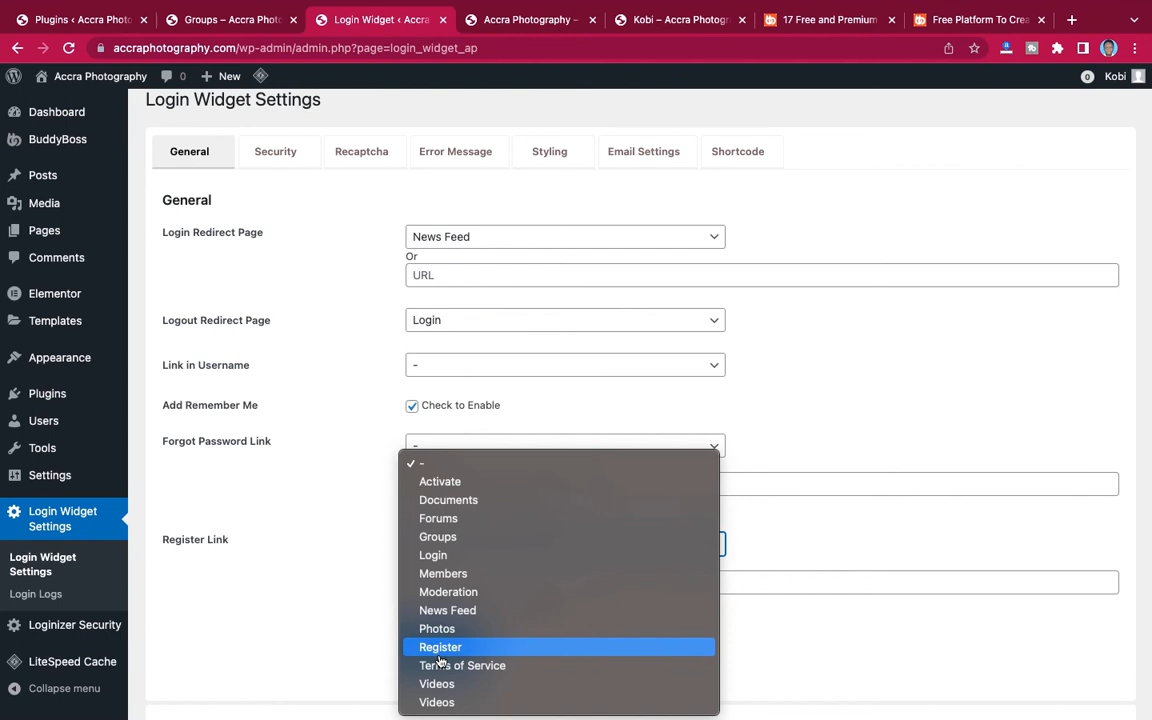 Plugins ‹ Accra Photo
Groups – Accra Photo
Login Widget ‹ Accra
Accra Photography –
Kobi – Accra Photogr
17 Free and Premium
Free Platform To Crea
accraphotography.com/wp-admin/admin.php?page=login_widget_ap
Accra Photography
0
New
0
Kobi
Dashboard
BuddyBoss
Posts
Media
Pages
Comments
Elementor
Templates
Appearance
Plugins
Users
Tools
Settings
Login Widget
Settings
Login Widget
Settings
Login Logs
Loginizer Security
LiteSpeed Cache
Collapse menu
Login Widget Settings
General
Security
Recaptcha
Error Message
Styling
Email Settings
Shortcode
General
Login Redirect Page
News Feed
Or
URL
Logout Redirect Page
Login
Link in Username
-
Add Remember Me
Check to Enable
Forgot Password Link
-
Register Link
-
Activate
Documents
Forums
Groups
Login
Members
Moderation
News Feed
Photos
Register
Terms of Service
Videos
Videos